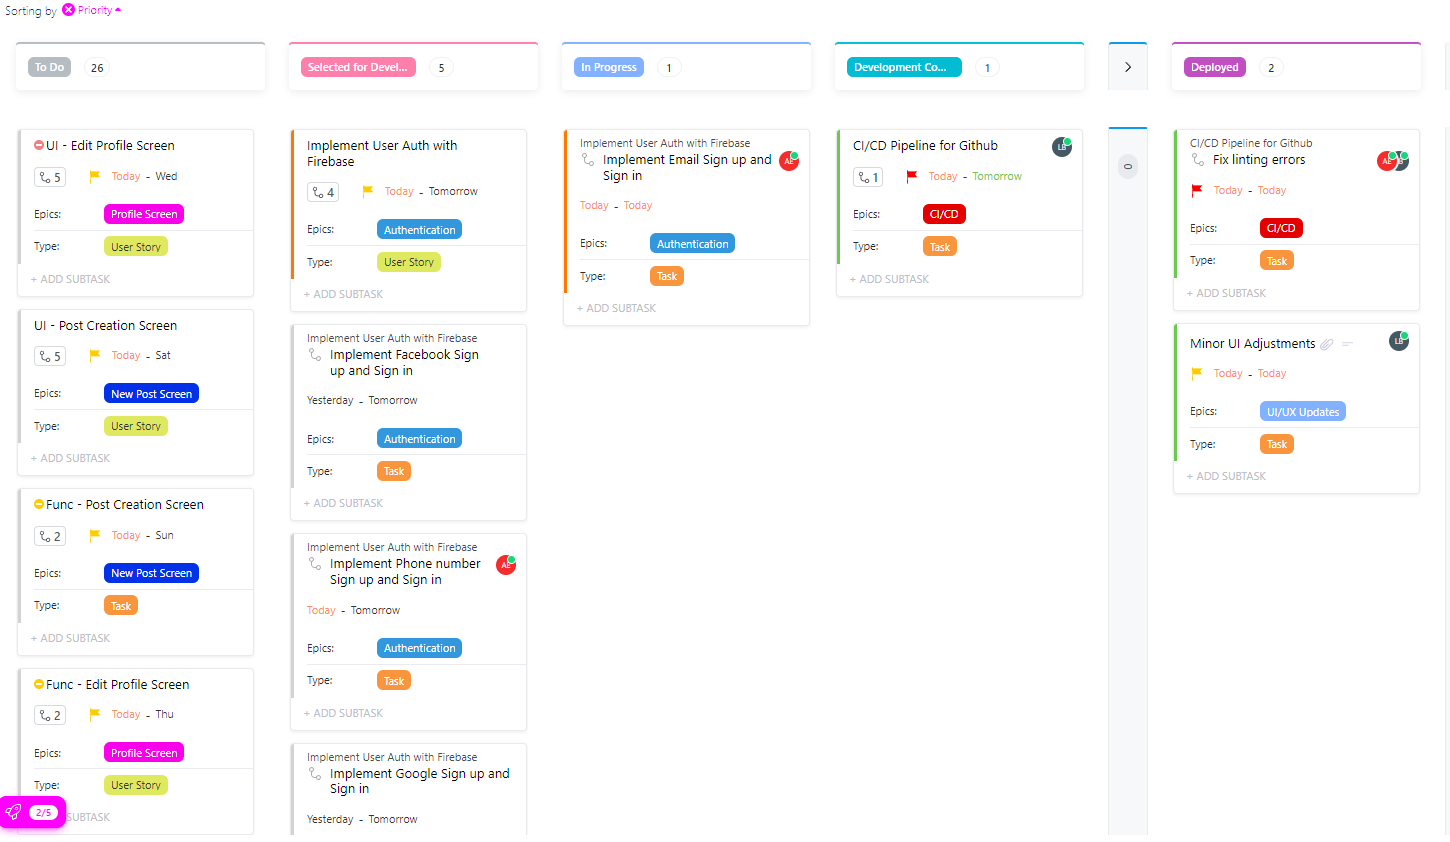 Sorting by Priority
To Do 26
UI - Edit Profile Screen
5 Today - Wed
Epics: Profile Screen
Type: User Story
+ ADD SUBTASK
UI - Post Creation Screen
5 Today - Sat
Epics: New Post Screen
Type: User Story
+ ADD SUBTASK
Func - Post Creation Screen
2 Today - Sun
Epics: New Post Screen
Type: Task
+ ADD SUBTASK
Func - Edit Profile Screen
2 Today - Thu
Epics: Profile Screen
Type: User Story
SUBTASK
2/5
Selected for Devel... 5
Implement User Auth with
Firebase
4 Today - Tomorrow
Epics: Authentication
Type: User Story
+ ADD SUBTASK
Implement User Auth with Firebase
Implement Facebook Sign
up and Sign in
Yesterday - Tomorrow
Epics: Authentication
Type: Task
+ ADD SUBTASK
Implement User Auth with Firebase
Implement Phone number
Sign up and Sign in
AE
Today - Tomorrow
Epics: Authentication
Type: Task
+ ADD SUBTASK
Implement User Auth with Firebase
Implement Google Sign up and
Sign in
Yesterday - Tomorrow
In Progress 1
Implement User Auth with Firebase
Implement Email Sign up and
Sign in
AE
Today - Today
Epics: Authentication
Type: Task
+ ADD SUBTASK
Development Co... 1
CI/CD Pipeline for Github
LB
1 Today - Tomorrow
Epics: CI/CD
Type: Task
+ ADD SUBTASK
0
Deployed 2
CI/CD Pipeline for Github
Fix linting errors
AE B
Today - Today
Epics: CI/CD
Type: Task
+ ADD SUBTASK
Minor UI Adjustments
LB
Today - Today
Epics: UI/UX Updates
Type: Task
+ ADD SUBTASK